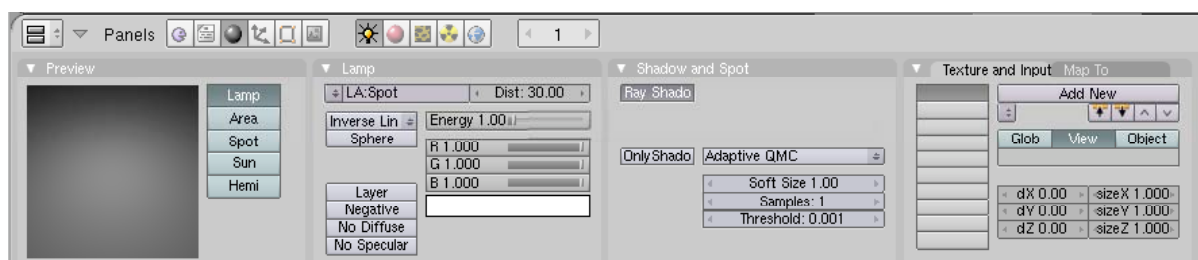 Panels
1
Preview
Lamp
Area
Spot
Sun
Hemi
Lamp
LA:Spot
Dist: 30.00
Inverse Lin
Sphere
Energy 1.00
R 1.000
G 1.000
B 1.000
Layer
Negative
No Diffuse
No Specular
Shadow and Spot
Ray Shado
OnlyShado
Adaptive QMC
Soft Size 1.00
Samples: 1
Threshold: 0.001
Texture and Input
Map To
Add New
Glob
View
Object
dX 0.00
sizeX 1.000
dY 0.00
sizeY 1.000
dZ 0.00
sizeZ 1.000